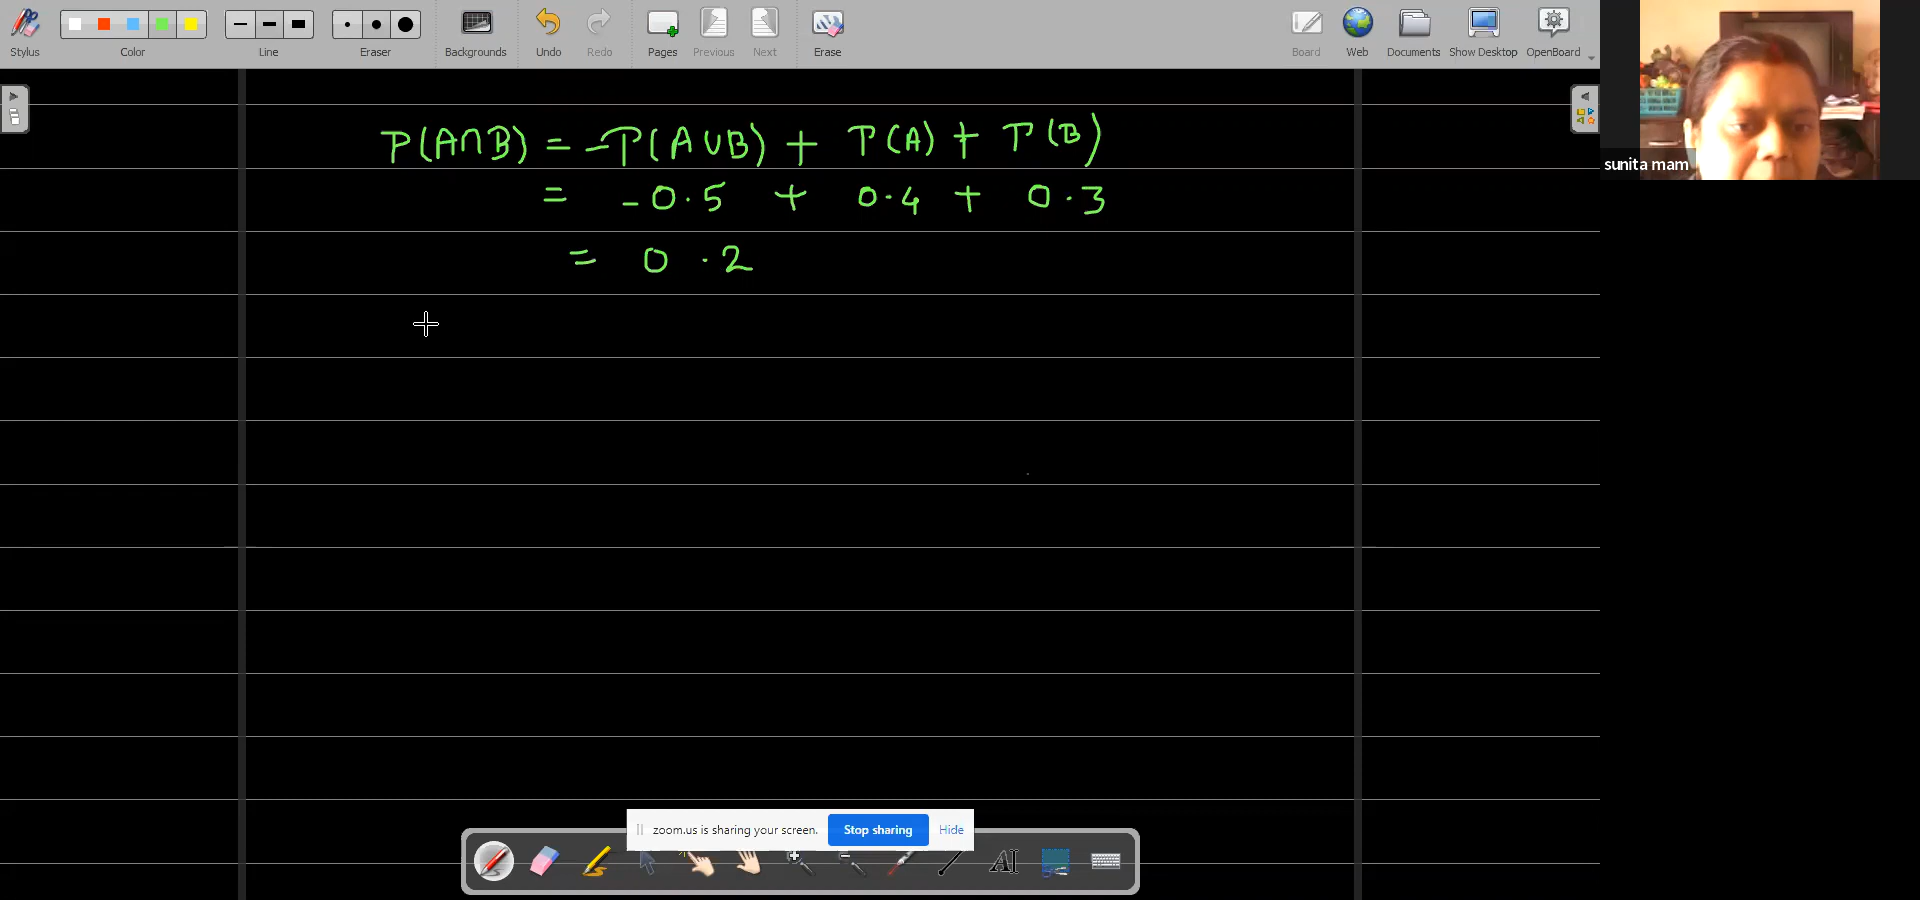 Stylus
Color
Line
Eraser
Backgrounds
Undo
Redo
Pages
Previous
Next
Erase
Board
Web
Documents
Show Desktop
OpenBoard
sunita mam
P(A∩B) = -P(A∪B) + P(A) + P(B)
= -0.5 + 0.4 + 0.3
= 0.2
zoom.us is sharing your screen.
Stop sharing
Hide
AI